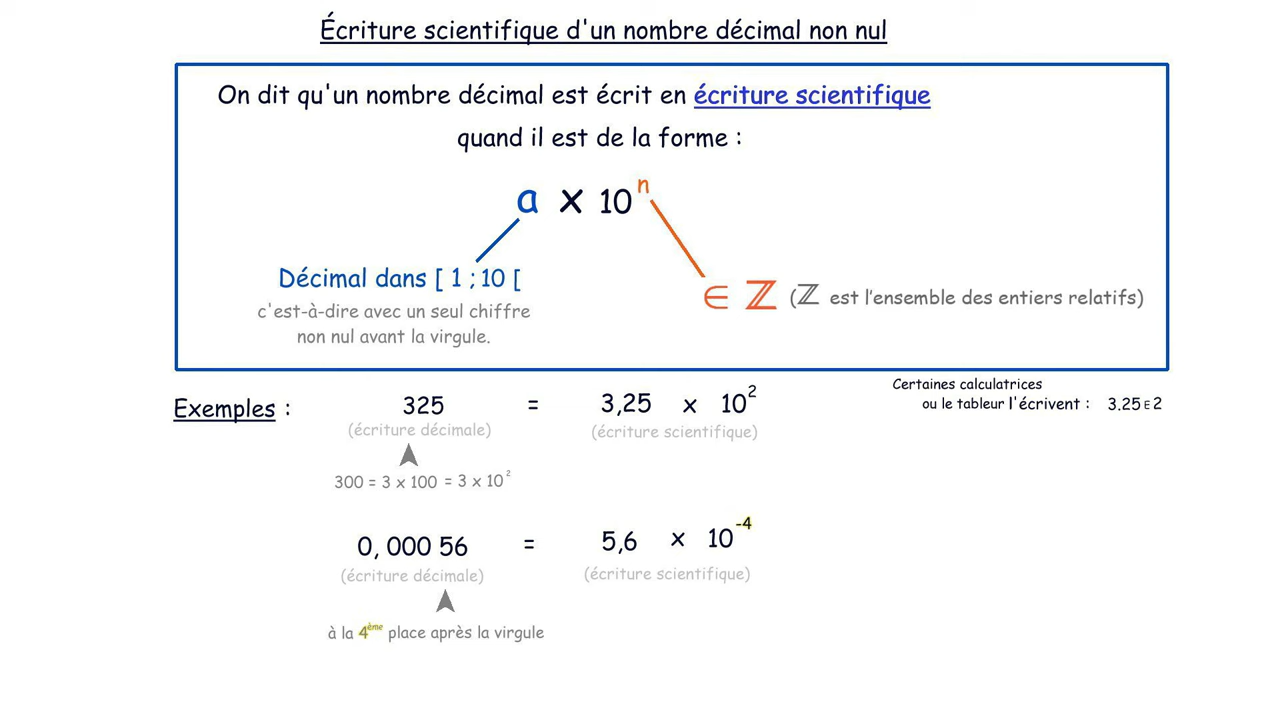 Écriture scientifique d'un nombre décimal non nul
On dit qu'un nombre décimal est écrit en écriture scientifique
quand il est de la forme :
a x 10ⁿ
Décimal dans [ 1 ; 10 [
c'est-à-dire avec un seul chiffre
non nul avant la virgule.
∈ ℤ (ℤ est l’ensemble des entiers relatifs)
Certaines calculatrices
ou le tableur l'écrivent : 3.25E2
Exemples : 325 = 3,25 x 10²
(écriture décimale) (écriture scientifique)
300 = 3 x 100 = 3 x 10²
0, 000 56 = 5,6 x 10⁻⁴
(écriture décimale) (écriture scientifique)
à la 4ème place après la virgule